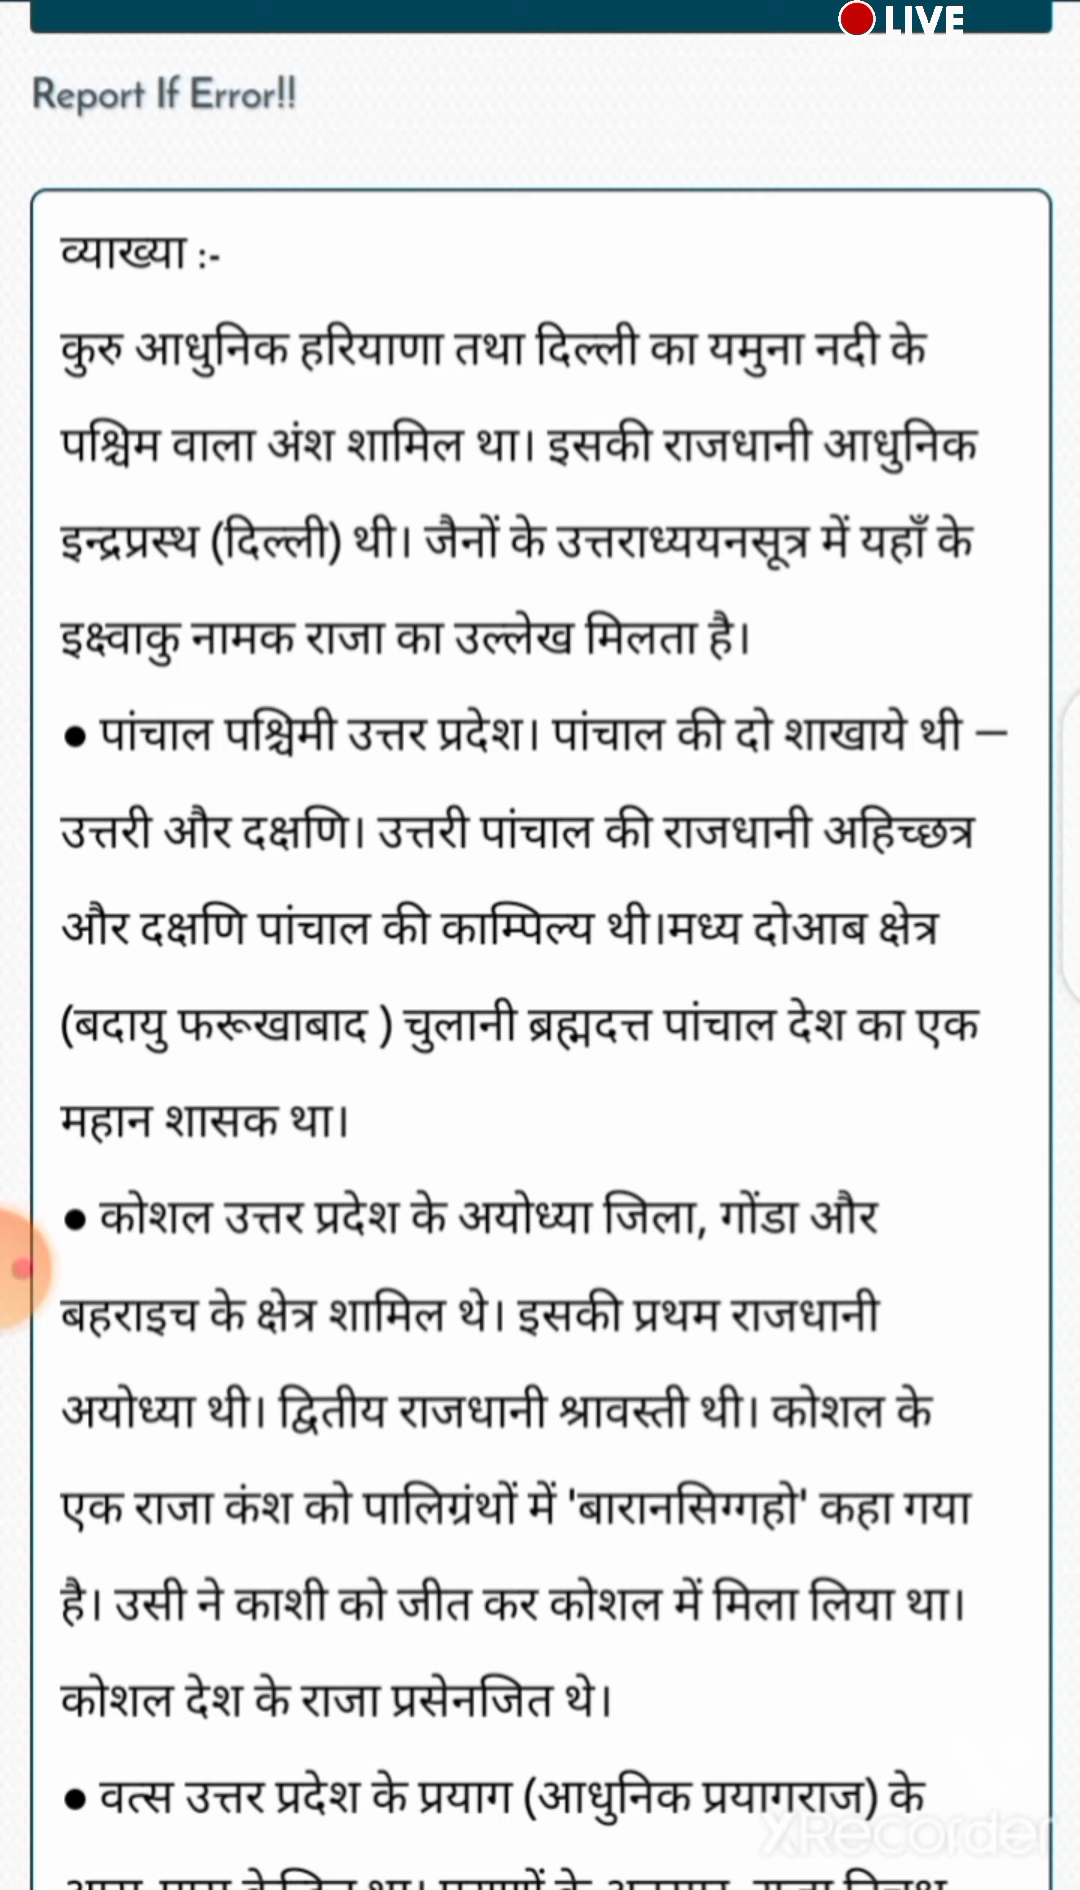 LIVE
Report If Error!!
व्याख्या :-
कुरु आधुनिक हरियाणा तथा दिल्ली का यमुना नदी के
पश्चिम वाला अंश शामिल था। इसकी राजधानी आधुनिक
इन्द्रप्रस्थ (दिल्ली) थी। जैनों के उत्तराध्ययनसूत्र में यहाँ के
इक्ष्वाकु नामक राजा का उल्लेख मिलता है।
● पांचाल पश्चिमी उत्तर प्रदेश। पांचाल की दो शाखाये थी –
उत्तरी और दक्षणि। उत्तरी पांचाल की राजधानी अहिच्छत्र
और दक्षणि पांचाल की काम्पिल्य थी।मध्य दोआब क्षेत्र
(बदायु फरूखाबाद ) चुलानी ब्रह्मदत्त पांचाल देश का एक
महान शासक था।
● कोशल उत्तर प्रदेश के अयोध्या जिला, गोंडा और
बहराइच के क्षेत्र शामिल थे। इसकी प्रथम राजधानी
अयोध्या थी। द्वितीय राजधानी श्रावस्ती थी। कोशल के
एक राजा कंश को पालिग्रंथों में 'बारानसिग्गहो' कहा गया
है। उसी ने काशी को जीत कर कोशल में मिला लिया था।
कोशल देश के राजा प्रसेनजित थे।
● वत्स उत्तर प्रदेश के प्रयाग (आधुनिक प्रयागराज) के
XRecorder